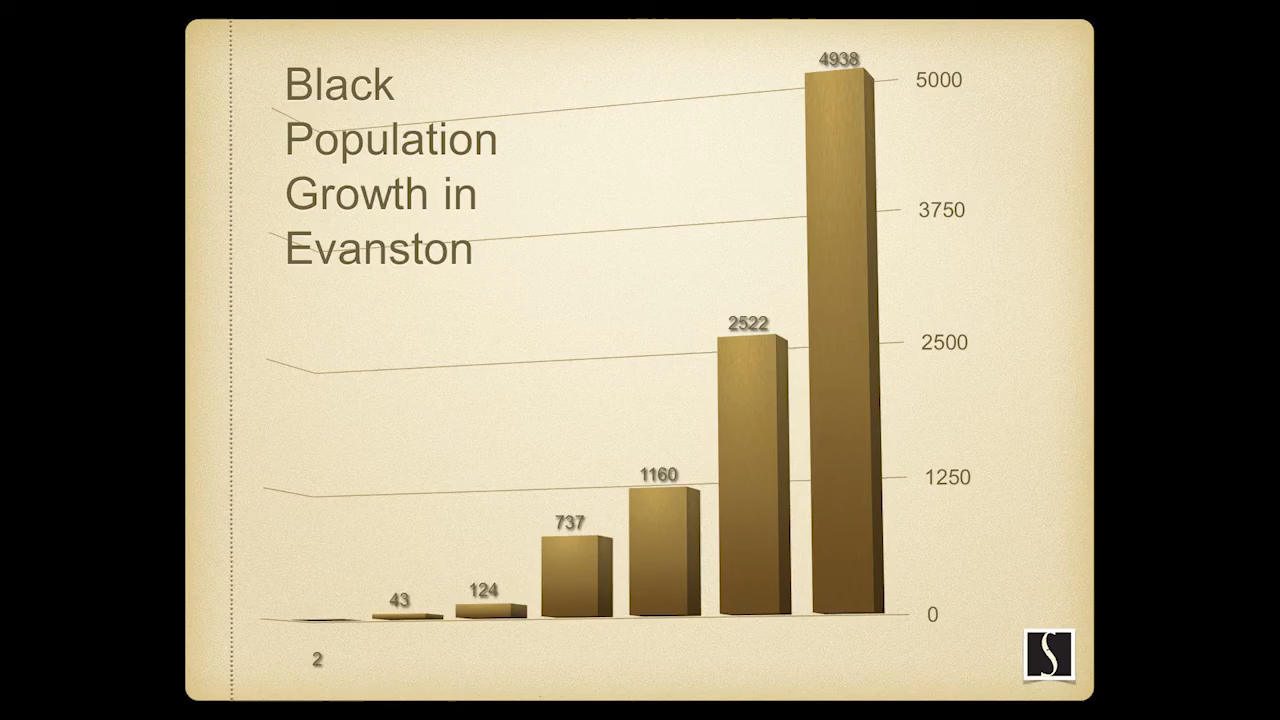 Black
Population
Growth in
Evanston
4938
5000
3750
2522
2500
1160
1250
737
124
43
0
2
S